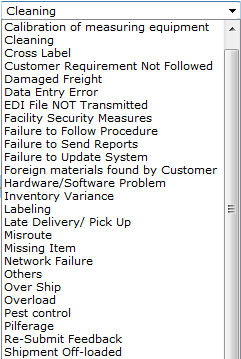 Cleaning
Calibration of measuring equipment
Cleaning
Cross Label
Customer Requirement Not Followed
Damaged Freight
Data Entry Error
EDI File NOT Transmitted
Facility Security Measures
Failure to Follow Procedure
Failure to Send Reports
Failure to Update System
Foreign materials found by Customer
Hardware/Software Problem
Inventory Variance
Labeling
Late Delivery/ Pick Up
Misroute
Missing Item
Network Failure
Others
Over Ship
Overload
Pest control
Pilferage
Re-Submit Feedback
Shipment Off-loaded